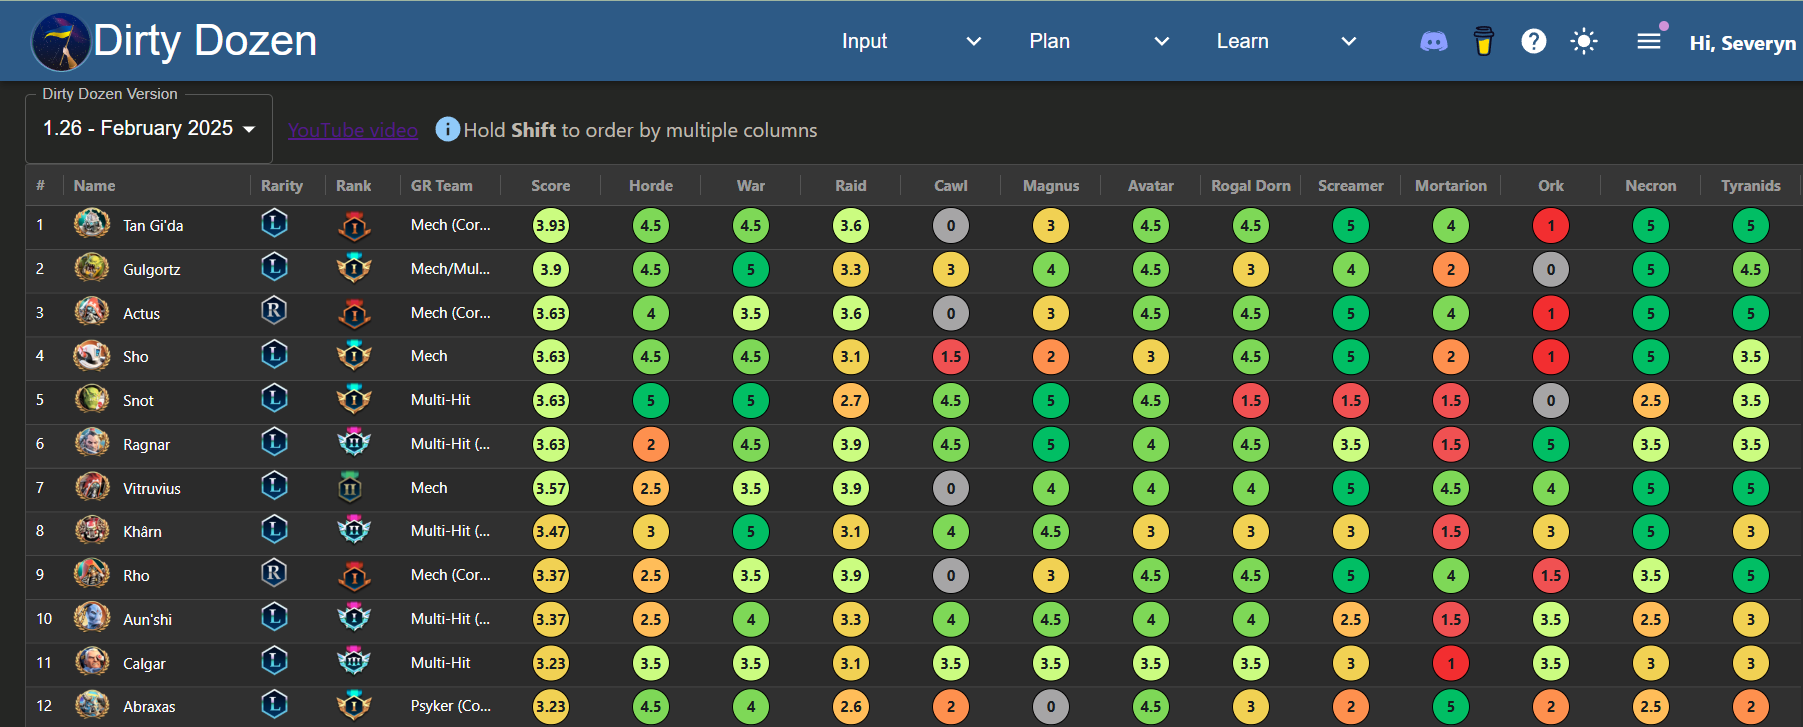 Dirty Dozen Input Plan Learn Hi, Severyn
Dirty Dozen Version
1.26 - February 2025 YouTube video Hold Shift to order by multiple columns
# Name Rarity Rank GR Team Score Horde War Raid Cawl Magnus Avatar Rogal Dorn Screamer Mortarion Ork Necron Tyranids
1 Tan Gi'da L I Mech (Cor... 3.93 4.5 4.5 3.6 0 3 4.5 4.5 5 4 1 5 5
2 Gulgortz L I Mech/Mul... 3.9 4.5 5 3.3 3 4 4.5 3 4 2 0 5 4.5
3 Actus R I Mech (Cor... 3.63 4 3.5 3.6 0 3 4.5 4.5 5 4 1 5 5
4 Sho L I Mech 3.63 4.5 4.5 3.1 1.5 2 3 4.5 5 2 1 5 3.5
5 Snot L I Multi-Hit 3.63 5 5 2.7 4.5 5 4.5 1.5 1.5 1.5 0 2.5 3.5
6 Ragnar L II Multi-Hit (... 3.63 2 4.5 3.9 4.5 5 4 4.5 3.5 1.5 5 3.5 3.5
7 Vitruvius L II Mech 3.57 2.5 3.5 3.9 0 4 4 4 5 4.5 4 5 5
8 Khârn L II Multi-Hit (... 3.47 3 5 3.1 4 4.5 3 3 3 1.5 3 5 3
9 Rho R I Mech (Cor... 3.37 2.5 3.5 3.9 0 3 4.5 4.5 5 4 1.5 3.5 5
10 Aun'shi L I Multi-Hit (... 3.37 2.5 4 3.3 4 4.5 4 4 2.5 1.5 3.5 2.5 3
11 Calgar L III Multi-Hit 3.23 3.5 3.5 3.1 3.5 3.5 3.5 3.5 3 1 3.5 3 3
12 Abraxas L I Psyker (Co... 3.23 4.5 4 2.6 2 0 4.5 3 2 5 2 2.5 2